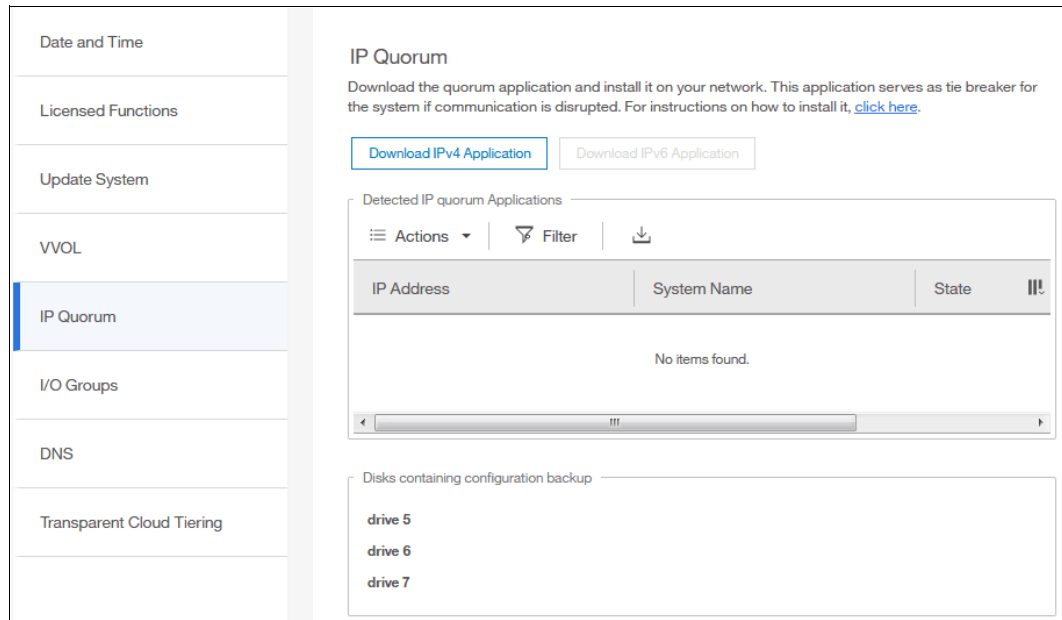 Date and Time
Licensed Functions
Update System
VVOL
IP Quorum
I/O Groups
DNS
Transparent Cloud Tiering
IP Quorum
Download the quorum application and install it on your network. This application serves as tie breaker for
the system if communication is disrupted. For instructions on how to install it, click here.
Download IPv4 Application Download IPv6 Application
Detected IP quorum Applications
Actions Filter
IP Address System Name State
No items found.
Disks containing configuration backup
drive 5
drive 6
drive 7